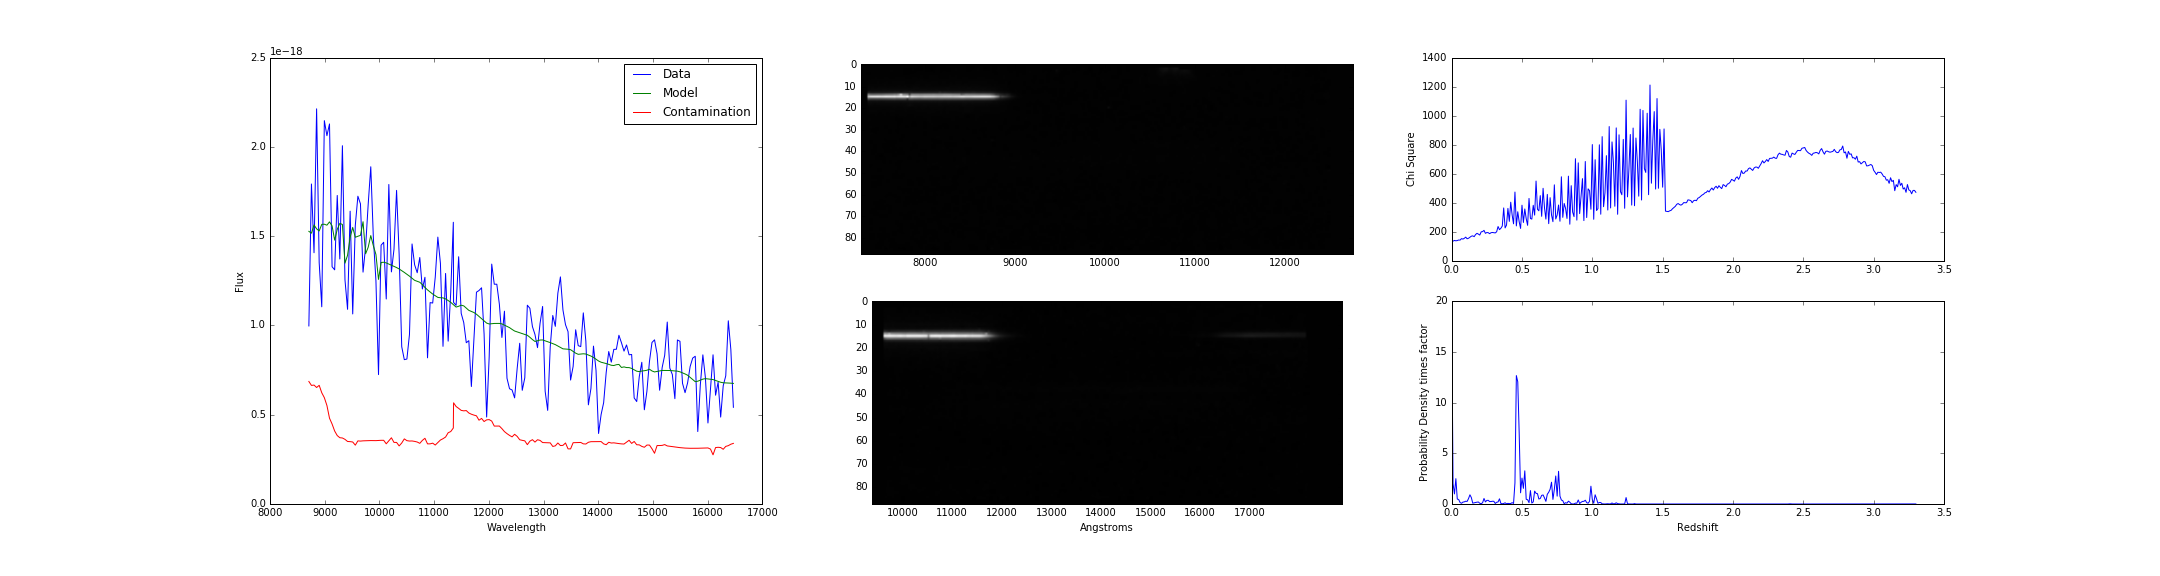 1e−18
2.5
2.0
1.5
1.0
0.5
0.0
Flux
Data
Model
Contamination
8000 9000 10000 11000 12000 13000 14000 15000 16000 17000
Wavelength
0
10
20
30
40
50
60
70
80
8000 9000 10000 11000 12000
0
10
20
30
40
50
60
70
80
10000 11000 12000 13000 14000 15000 16000 17000
Angstroms
1400
1200
1000
800
600
400
200
0
Chi Square
0.0 0.5 1.0 1.5 2.0 2.5 3.0 3.5
20
15
10
5
0
Probability Density times factor
0.0 0.5 1.0 1.5 2.0 2.5 3.0 3.5
Redshift